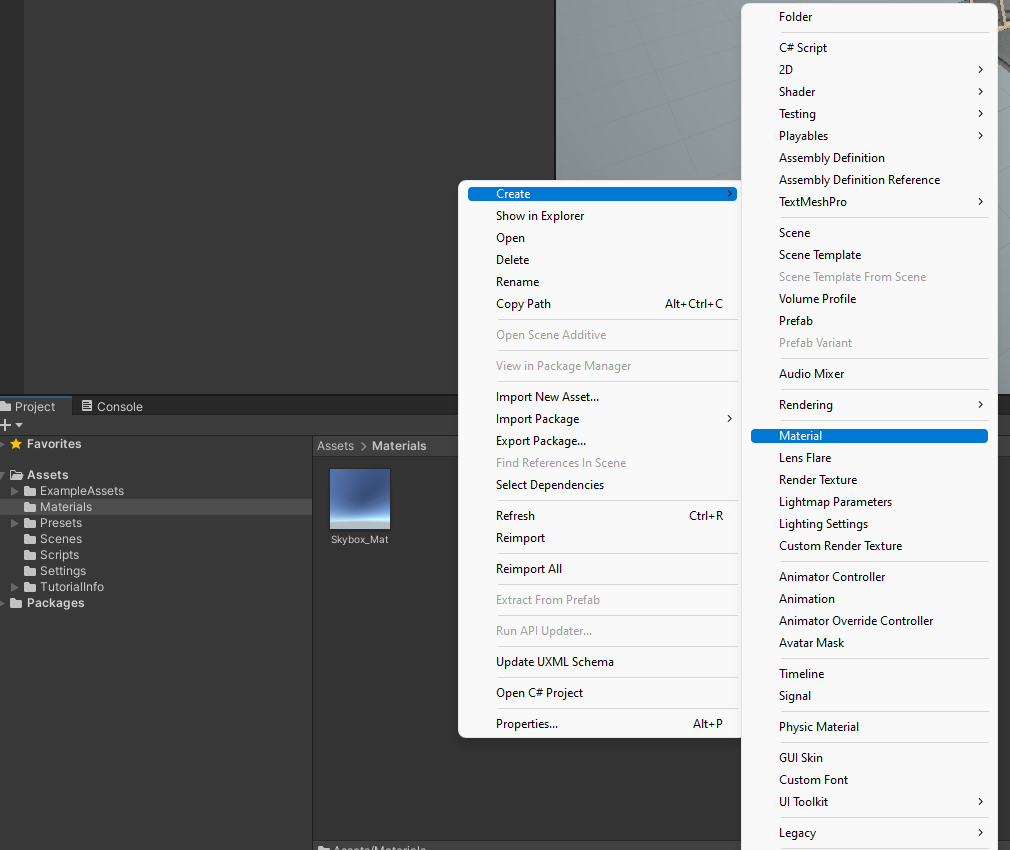 Folder
C# Script
2D
Shader
Testing
Playables
Assembly Definition
Assembly Definition Reference
TextMeshPro
Scene
Scene Template
Scene Template From Scene
Volume Profile
Prefab
Prefab Variant
Audio Mixer
Rendering
Material
Lens Flare
Render Texture
Lightmap Parameters
Lighting Settings
Custom Render Texture
Animator Controller
Animation
Animator Override Controller
Avatar Mask
Timeline
Signal
Physic Material
GUI Skin
Custom Font
UI Toolkit
Legacy
Create
Show in Explorer
Open
Delete
Rename
Copy Path Alt+Ctrl+C
Open Scene Additive
View in Package Manager
Import New Asset...
Import Package
Export Package...
Find References In Scene
Select Dependencies
Refresh Ctrl+R
Reimport
Reimport All
Extract From Prefab
Run API Updater...
Update UXML Schema
Open C# Project
Properties... Alt+P
Project Console
Favorites
Assets
ExampleAssets
Materials
Presets
Scenes
Scripts
Settings
TutorialInfo
Packages
Assets > Materials
Skybox_Mat
Assets/Materials